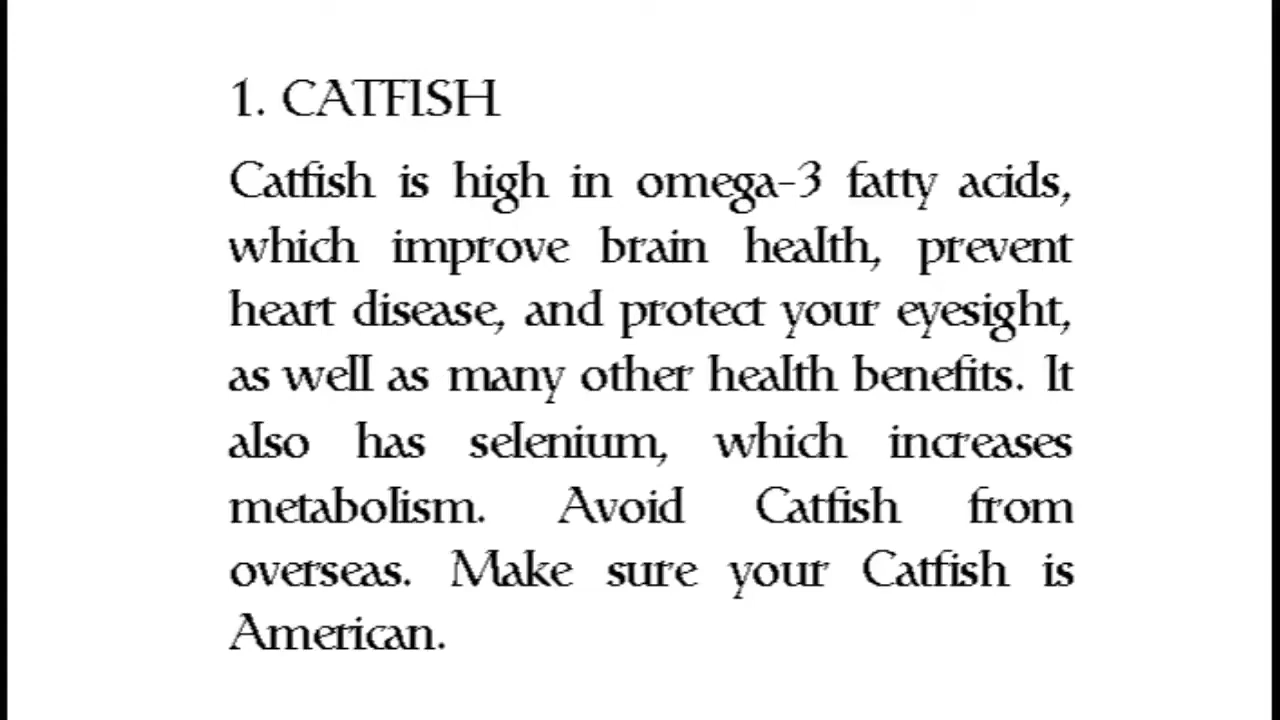 1. CATFISH
Catfish is high in omega-3 fatty acids,
which improve brain health, prevent
heart disease, and protect your eyesight,
as well as many other health benefits. It
also has selenium, which increases
metabolism. Avoid Catfish from
overseas. Make sure your Catfish is
American.